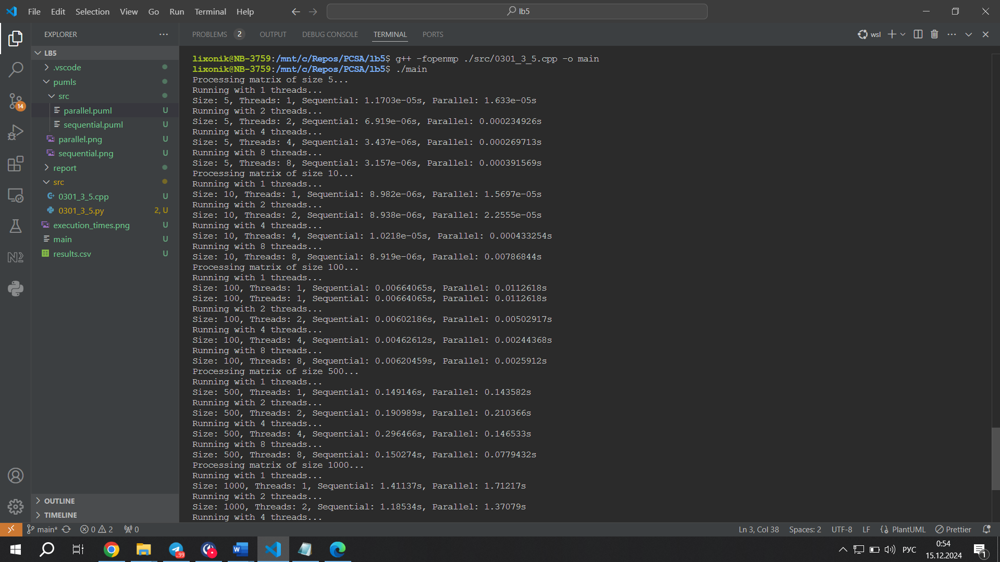 File Edit Selection View Go Run Terminal Help
lb5
EXPLORER
LB5
.vscode
pumls
src
parallel.puml U
sequential.puml U
parallel.png U
sequential.png U
report
src
0301_3_5.cpp U
0301_3_5.py 2, U
execution_times.png U
main U
results.csv U
OUTLINE
TIMELINE
14
PROBLEMS 2 OUTPUT DEBUG CONSOLE TERMINAL PORTS
wsl
lixonik@NB-3759:/mnt/c/Repos/PCSA/lb5$ g++ -fopenmp ./src/0301_3_5.cpp -o main
lixonik@NB-3759:/mnt/c/Repos/PCSA/lb5$ ./main
Processing matrix of size 5...
Running with 1 threads...
Size: 5, Threads: 1, Sequential: 1.1703e-05s, Parallel: 1.633e-05s
Running with 2 threads...
Size: 5, Threads: 2, Sequential: 6.919e-06s, Parallel: 0.000234926s
Running with 4 threads...
Size: 5, Threads: 4, Sequential: 3.437e-06s, Parallel: 0.000269713s
Running with 8 threads...
Size: 5, Threads: 8, Sequential: 3.157e-06s, Parallel: 0.000391569s
Processing matrix of size 10...
Running with 1 threads...
Size: 10, Threads: 1, Sequential: 8.982e-06s, Parallel: 1.5697e-05s
Running with 2 threads...
Size: 10, Threads: 2, Sequential: 8.938e-06s, Parallel: 2.2555e-05s
Running with 4 threads...
Size: 10, Threads: 4, Sequential: 1.0218e-05s, Parallel: 0.000433254s
Running with 8 threads...
Size: 10, Threads: 8, Sequential: 8.919e-06s, Parallel: 0.00786844s
Processing matrix of size 100...
Running with 1 threads...
Size: 100, Threads: 1, Sequential: 0.00664065s, Parallel: 0.0112618s
Size: 100, Threads: 1, Sequential: 0.00664065s, Parallel: 0.0112618s
Running with 2 threads...
Size: 100, Threads: 2, Sequential: 0.00602186s, Parallel: 0.00502917s
Running with 4 threads...
Size: 100, Threads: 4, Sequential: 0.00462612s, Parallel: 0.00244368s
Running with 8 threads...
Size: 100, Threads: 8, Sequential: 0.00620459s, Parallel: 0.0025912s
Processing matrix of size 500...
Running with 1 threads...
Size: 500, Threads: 1, Sequential: 0.149146s, Parallel: 0.143582s
Running with 2 threads...
Size: 500, Threads: 2, Sequential: 0.190989s, Parallel: 0.210366s
Running with 4 threads...
Size: 500, Threads: 4, Sequential: 0.296466s, Parallel: 0.146533s
Running with 8 threads...
Size: 500, Threads: 8, Sequential: 0.150274s, Parallel: 0.0779432s
Processing matrix of size 1000...
Running with 1 threads...
Size: 1000, Threads: 1, Sequential: 1.41137s, Parallel: 1.71217s
Running with 2 threads...
Size: 1000, Threads: 2, Sequential: 1.18534s, Parallel: 1.37079s
Running with 4 threads...
main* 0 2 0
Ln 3, Col 38 Spaces: 2 UTF-8 LF PlantUML Prettier
..99
РУС
0:54
15.12.2024
1